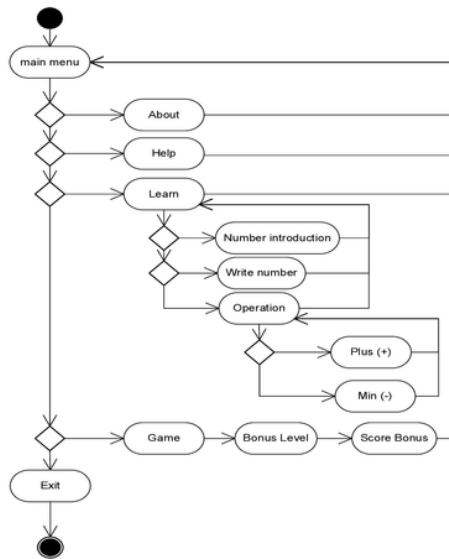 main menu
About
Help
Learn
Number introduction
Write number
Operation
Plus (+)
Min (-)
Game
Bonus Level
Score Bonus
Exit